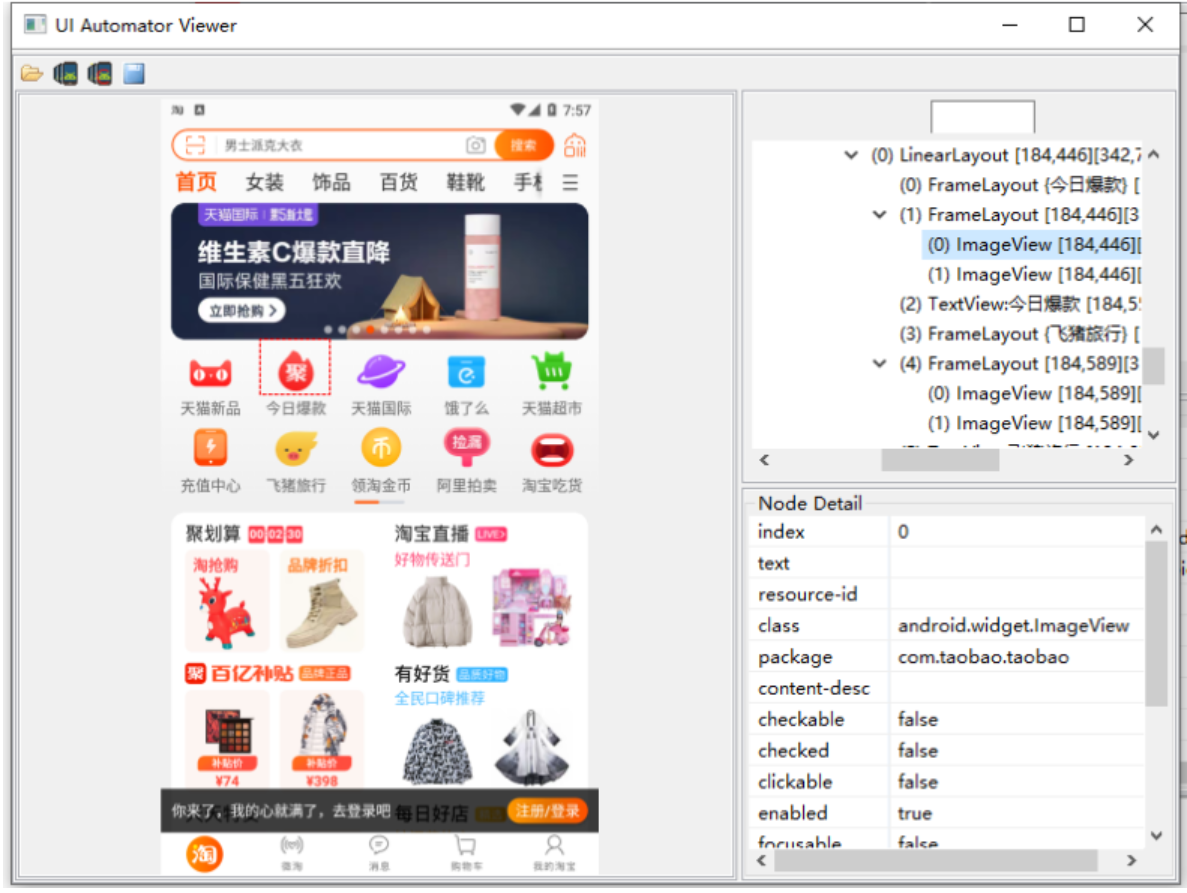 UI Automator Viewer
7:57
男士派克大衣
搜索
首页 女装 饰品 百货 鞋靴 手机
天猫国际
维生素C爆款直降
国际保健黑五狂欢
立即抢购 >
聚
天猫新品 今日爆款 天猫国际 饿了么 天猫超市
币 捡漏
充值中心 飞猪旅行 领淘金币 阿里拍卖 淘宝吃货
聚划算 00 02 30 淘宝直播 LIVE
淘抢购 品牌折扣 好物传送门
聚 百亿补贴 品牌正品 有好货 品质好物
全民口碑推荐
补贴价 补贴价
¥74 ¥398
你来了，我的心就满了，去登录吧 每日好店 注册/登录
淘 微淘 消息 购物车 我的淘宝
(0) LinearLayout [184,446][342,7
(0) FrameLayout {今日爆款} [
(1) FrameLayout [184,446][3
(0) ImageView [184,446][
(1) ImageView [184,446][
(2) TextView:今日爆款 [184,5
(3) FrameLayout {飞猪旅行} [
(4) FrameLayout [184,589][3
(0) ImageView [184,589][
(1) ImageView [184,589][
Node Detail
index 0
text
resource-id
class android.widget.ImageView
package com.taobao.taobao
content-desc
checkable false
checked false
clickable false
enabled true
focusable false